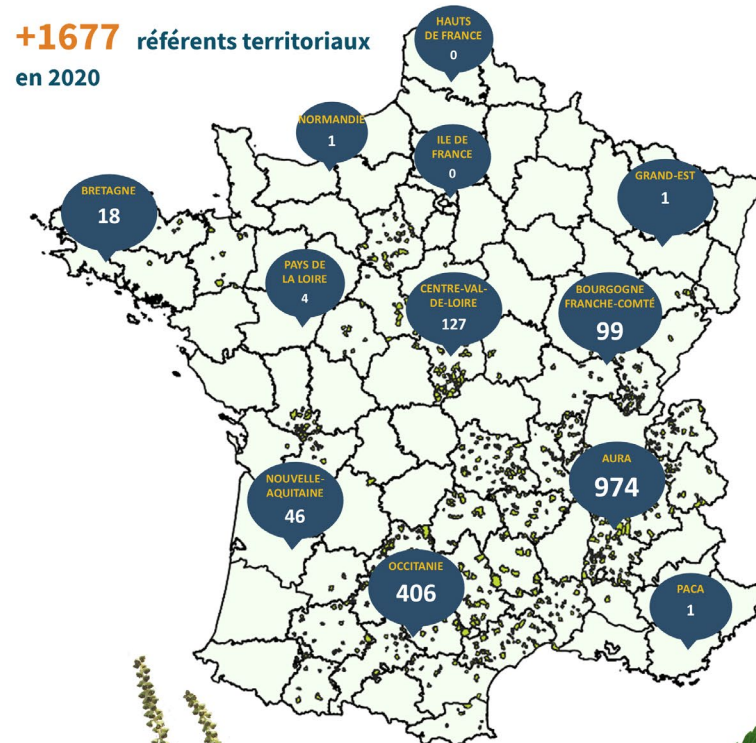 +1677 référents territoriaux
en 2020
HAUTS
DE FRANCE
0
NORMANDIE
1
ILE DE
FRANCE
0
GRAND-EST
1
BRETAGNE
18
PAYS DE
LA LOIRE
4
CENTRE-VAL-
DE-LOIRE
127
BOURGOGNE
FRANCHE-COMTÉ
99
AURA
974
NOUVELLE-
AQUITAINE
46
OCCITANIE
406
PACA
1